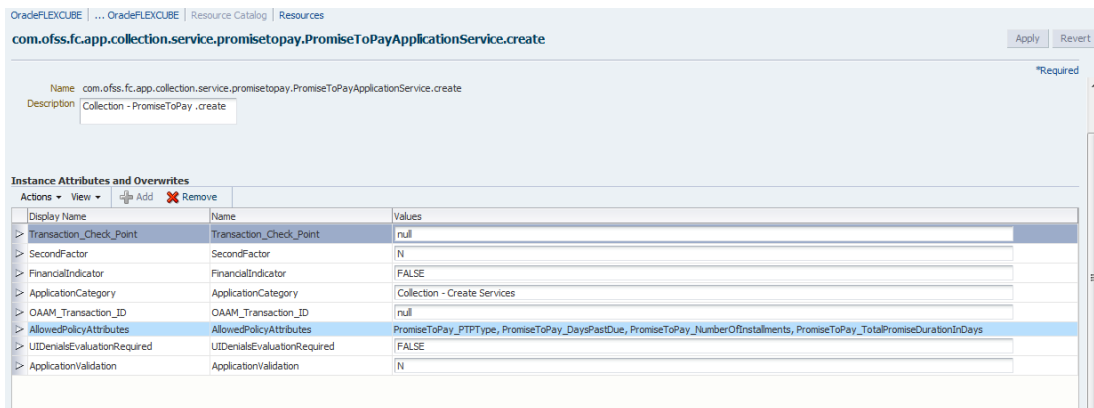 OracleFLEXCUBE | ... OracleFLEXCUBE | Resource Catalog | Resources
com.ofss.fc.app.collection.service.promisetopay.PromiseToPayApplicationService.create Apply Revert
*Required
Name com.ofss.fc.app.collection.service.promisetopay.PromiseToPayApplicationService.create
Description Collection - PromiseToPay .create
Instance Attributes and Overwrites
Actions View Add Remove
Display Name Name Values
Transaction_Check_Point Transaction_Check_Point null
SecondFactor SecondFactor N
FinancialIndicator FinancialIndicator FALSE
ApplicationCategory ApplicationCategory Collection - Create Services
OAAM_Transaction_ID OAAM_Transaction_ID null
AllowedPolicyAttributes AllowedPolicyAttributes PromiseToPay_PTPType, PromiseToPay_DaysPastDue, PromiseToPay_NumberOfInstallments, PromiseToPay_TotalPromiseDurationInDays
UIDenialsEvaluationRequired UIDenialsEvaluationRequired FALSE
ApplicationValidation ApplicationValidation N